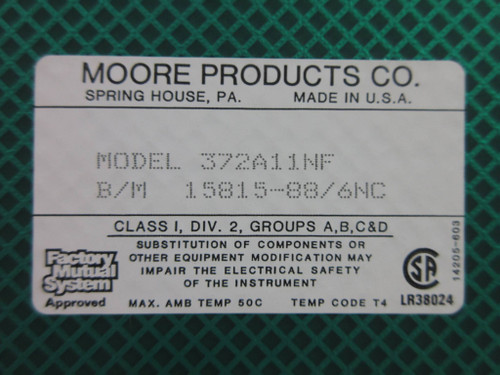 MOORE PRODUCTS CO.
SPRING HOUSE, PA. MADE IN U.S.A.
MODEL 372A11NF
B/M 15815-88/6NC
CLASS I, DIV. 2, GROUPS A,B,C&D
SUBSTITUTION OF COMPONENTS OR
OTHER EQUIPMENT MODIFICATION MAY
IMPAIR THE ELECTRICAL SAFETY
OF THE INSTRUMENT
Factory
Mutual
System
Approved
MAX. AMB TEMP 50C TEMP CODE T4
SA
LR38024
14205-603